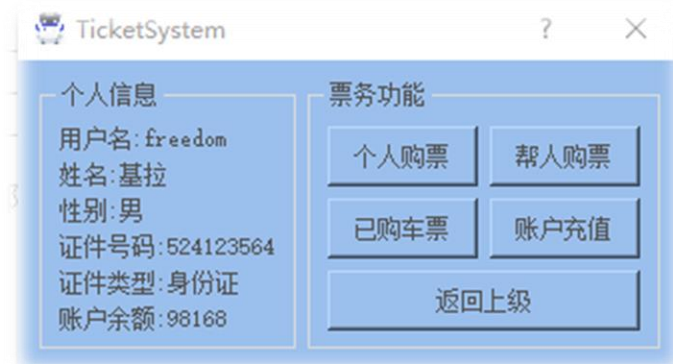 TicketSystem
个人信息
用户名:freedom
姓名:基拉
性别:男
证件号码:524123564
证件类型:身份证
账户余额:98168
票务功能
个人购票 帮人购票
已购车票 账户充值
返回上级